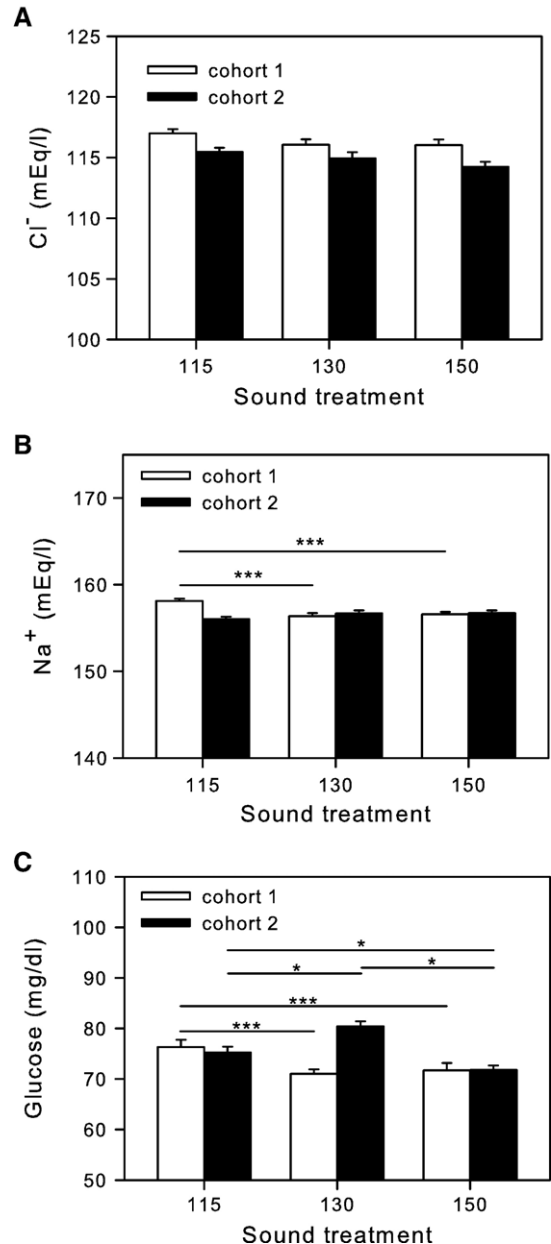 A
125
120
115
110
105
100
Cl⁻ (mEq/l)
cohort 1
cohort 2
115 130 150
Sound treatment
B
170
160
150
140
Na⁺ (mEq/l)
cohort 1
cohort 2
***
***
115 130 150
Sound treatment
C
110
100
90
80
70
60
50
Glucose (mg/dl)
cohort 1
cohort 2
*
* *
***
***
115 130 150
Sound treatment